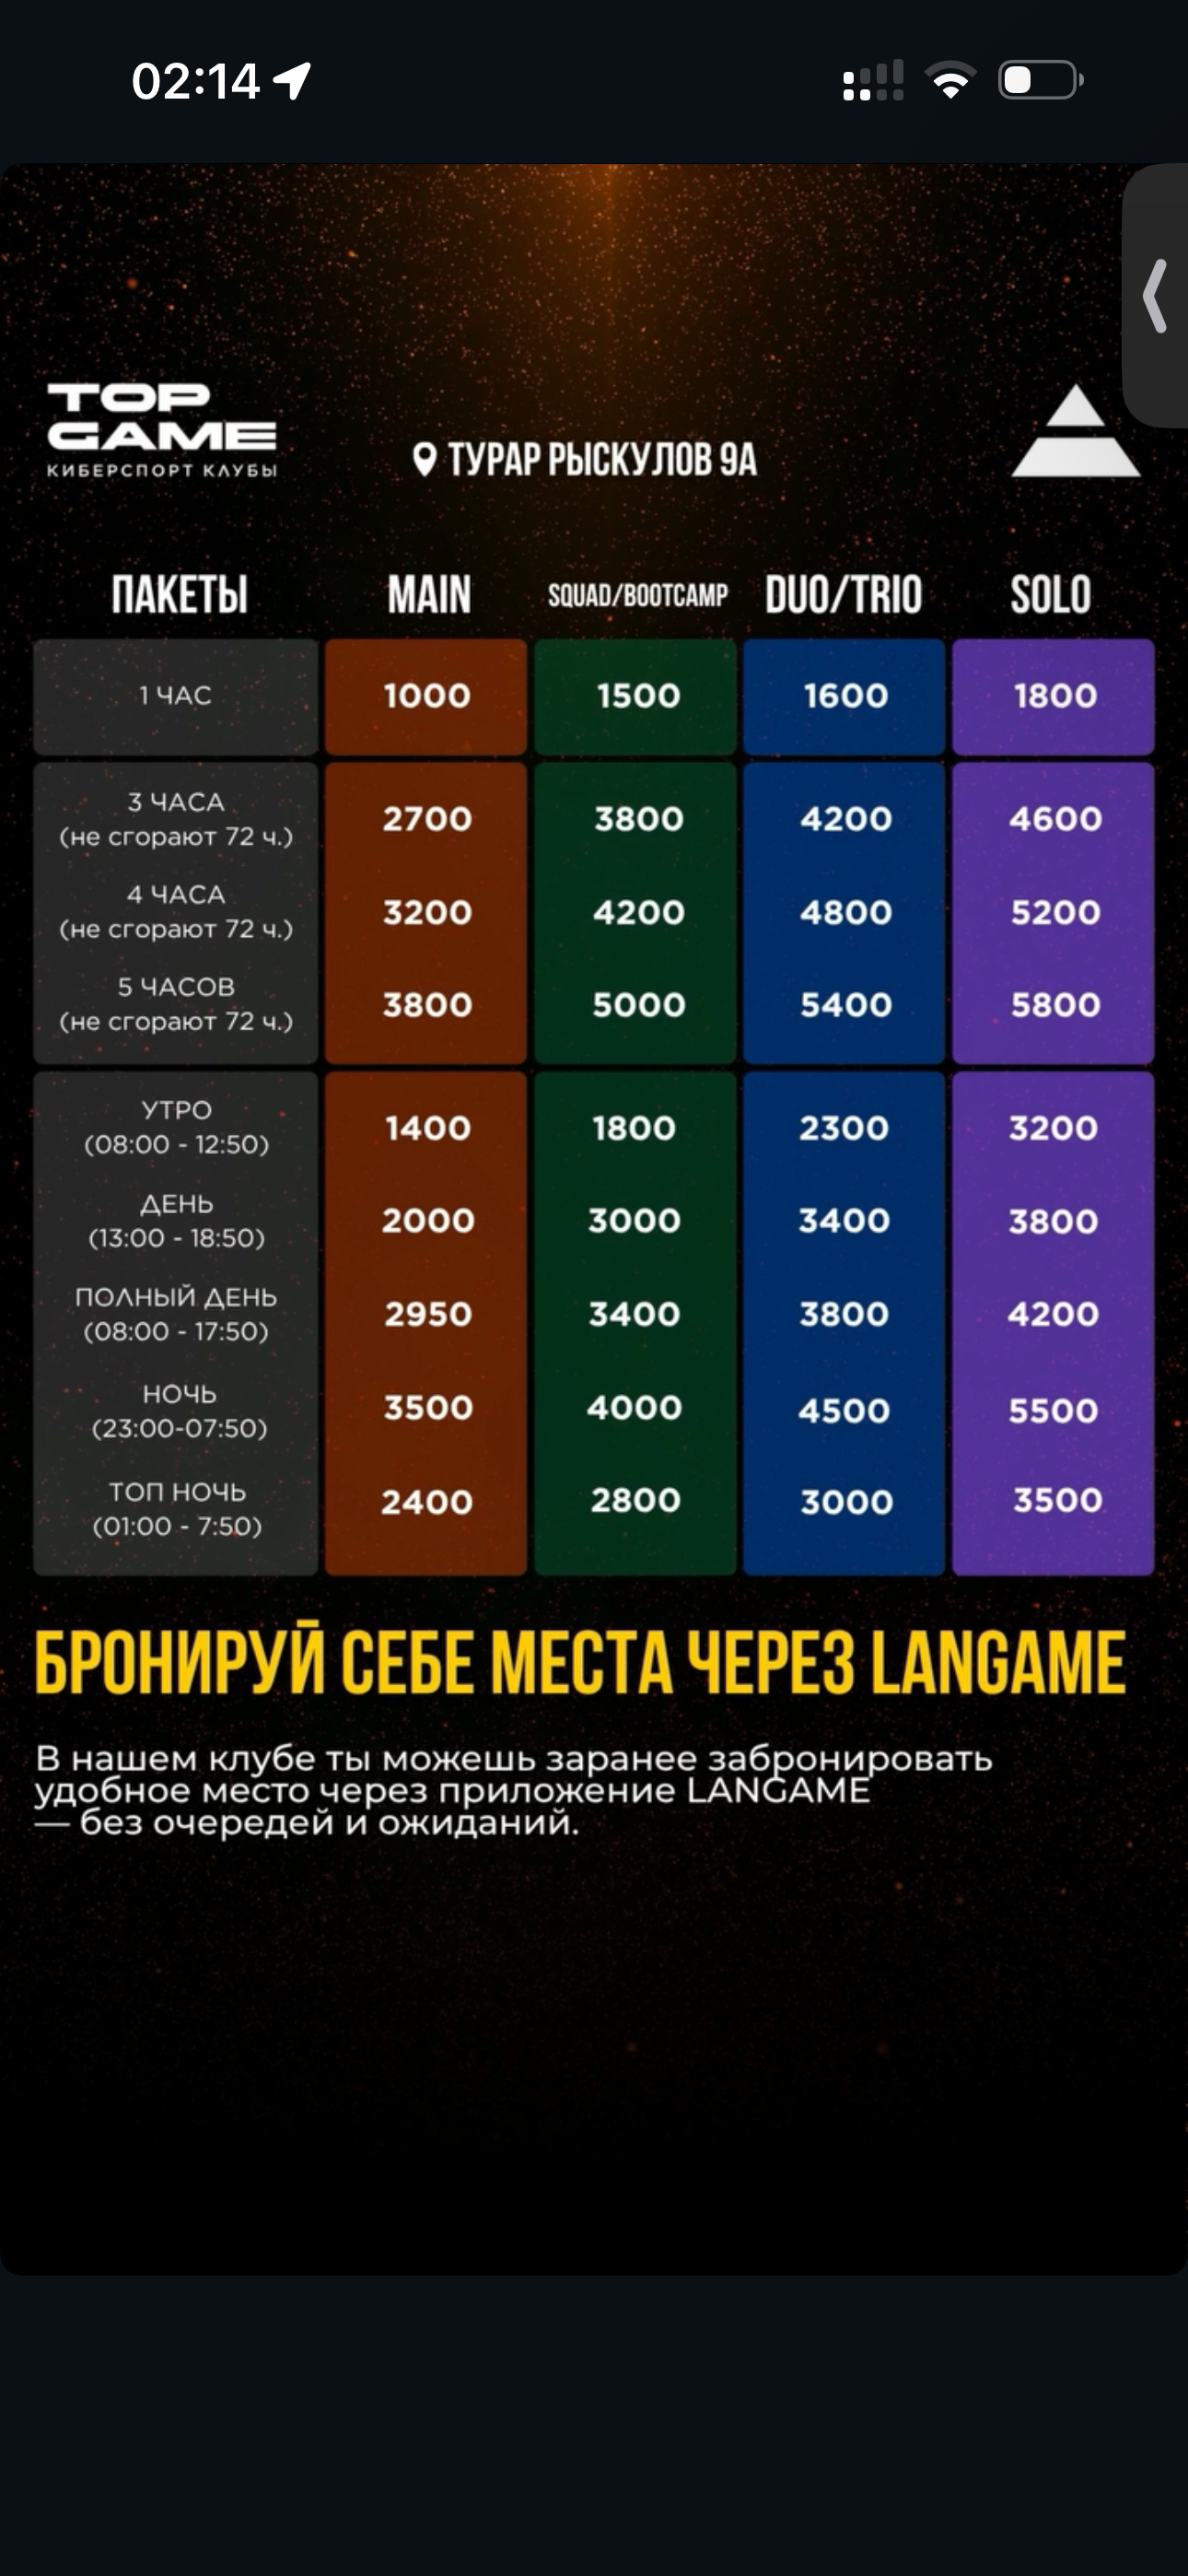 02:14
TOP
GAME
КИБЕРСПОРТ КЛУБЫ
ТУРАР РЫСКУЛОВ 9А
ПАКЕТЫ MAIN SQUAD/BOOTCAMP DUO/TRIO SOLO
1 ЧАС 1000 1500 1600 1800
3 ЧАСА
(не сгорают 72 ч.) 2700 3800 4200 4600
4 ЧАСА
(не сгорают 72 ч.) 3200 4200 4800 5200
5 ЧАСОВ
(не сгорают 72 ч.) 3800 5000 5400 5800
УТРО
(08:00 - 12:50) 1400 1800 2300 3200
ДЕНЬ
(13:00 - 18:50) 2000 3000 3400 3800
ПОЛНЫЙ ДЕНЬ
(08:00 - 17:50) 2950 3400 3800 4200
НОЧЬ
(23:00-07:50) 3500 4000 4500 5500
ТОП НОЧЬ
(01:00 - 7:50) 2400 2800 3000 3500
БРОНИРУЙ СЕБЕ МЕСТА ЧЕРЕЗ LANGAME
В нашем клубе ты можешь заранее забронировать
удобное место через приложение LANGAME
— без очередей и ожиданий.